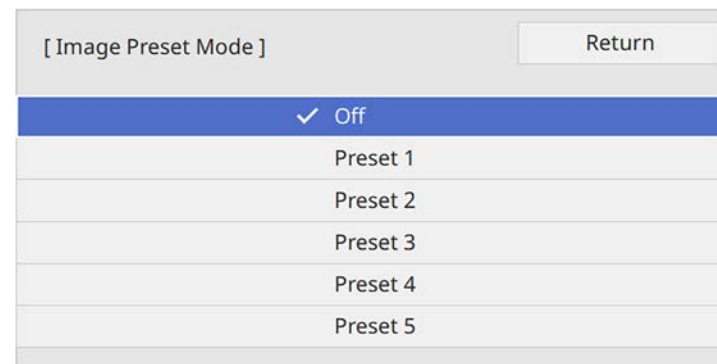 [ Image Preset Mode ] Return
Off
Preset 1
Preset 2
Preset 3
Preset 4
Preset 5